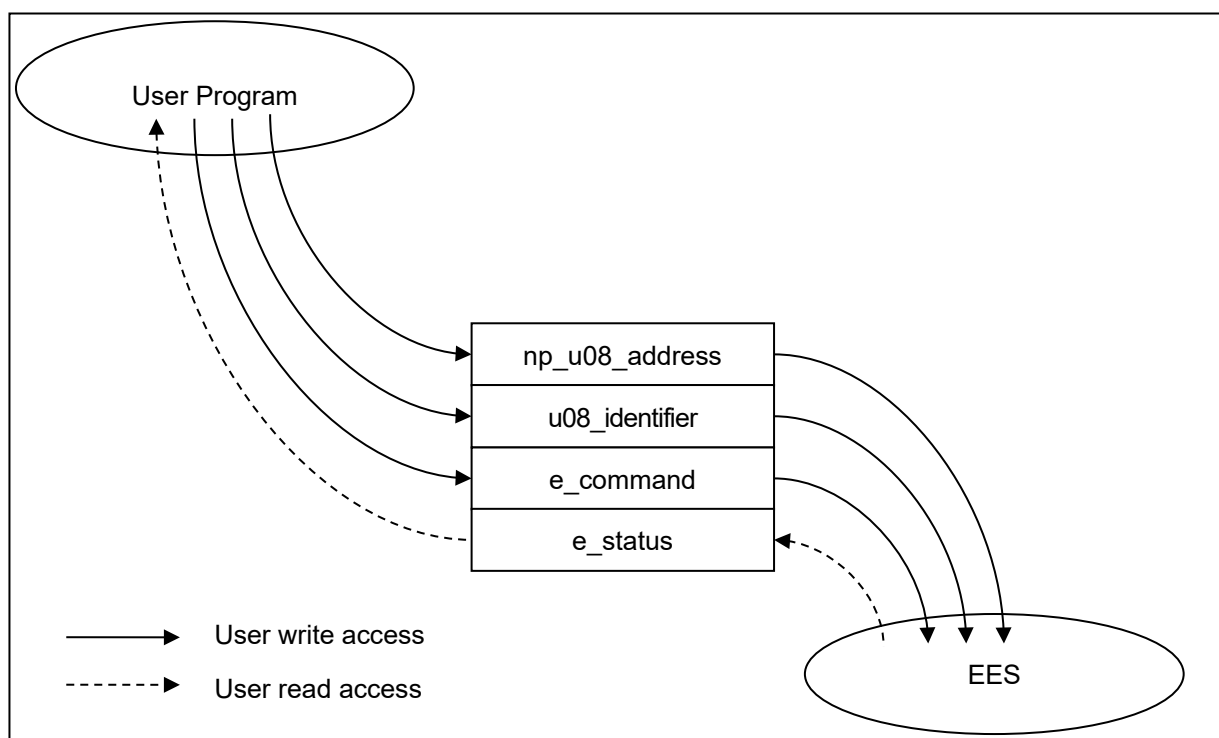 User Program
np_u08_address
u08_identifier
e_command
e_status
User write access
User read access
EES